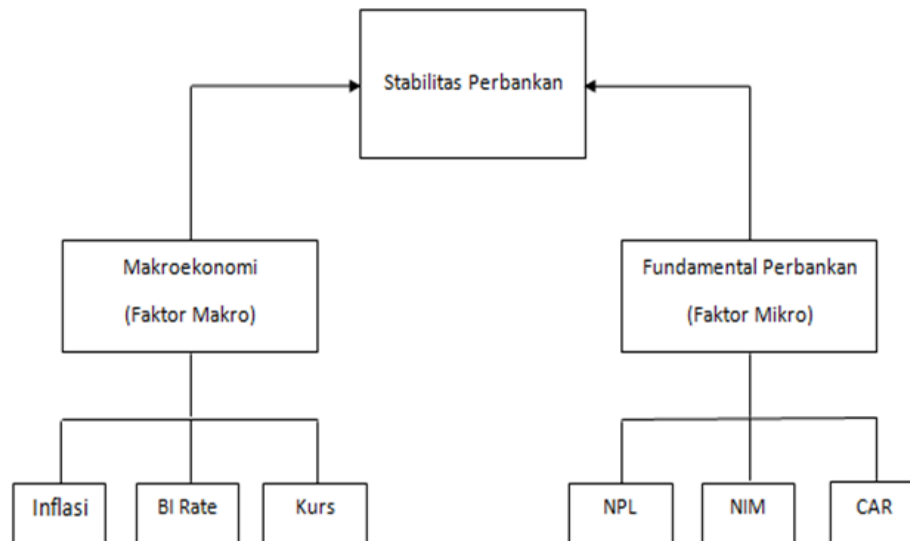 Stabilitas Perbankan
Makroekonomi
(Faktor Makro)
Fundamental Perbankan
(Faktor Mikro)
Inflasi
BI Rate
Kurs
NPL
NIM
CAR